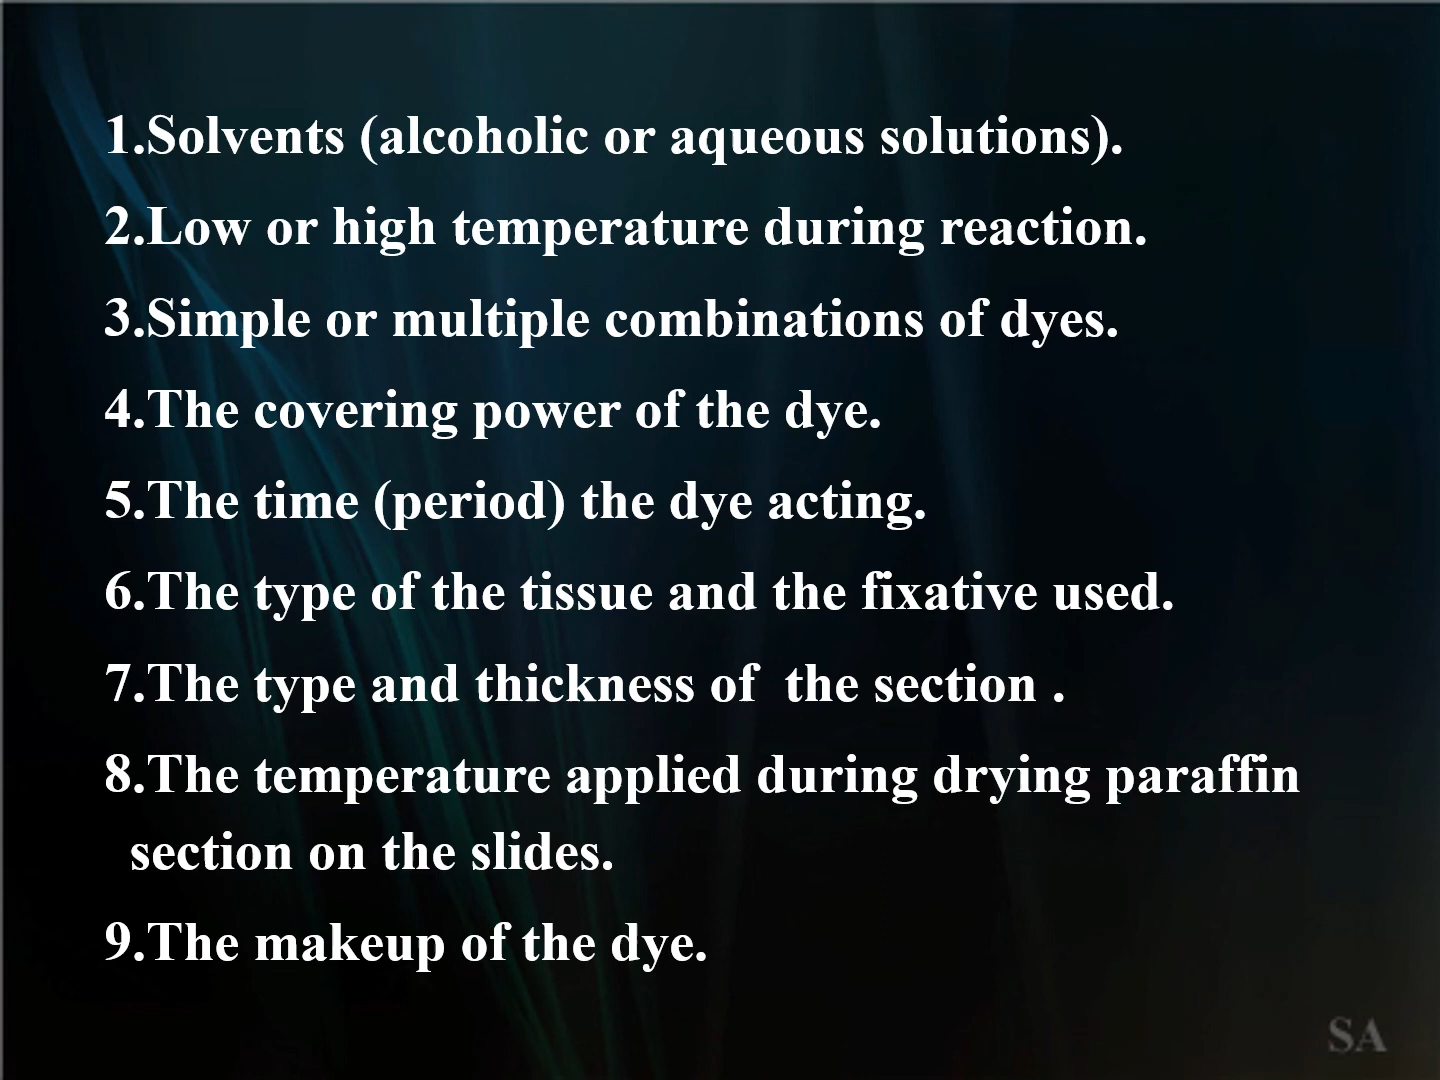 1.Solvents (alcoholic or aqueous solutions).
2.Low or high temperature during reaction.
3.Simple or multiple combinations of dyes.
4.The covering power of the dye.
5.The time (period) the dye acting.
6.The type of the tissue and the fixative used.
7.The type and thickness of  the section .
8.The temperature applied during drying paraffin
section on the slides.
9.The makeup of the dye.
SA